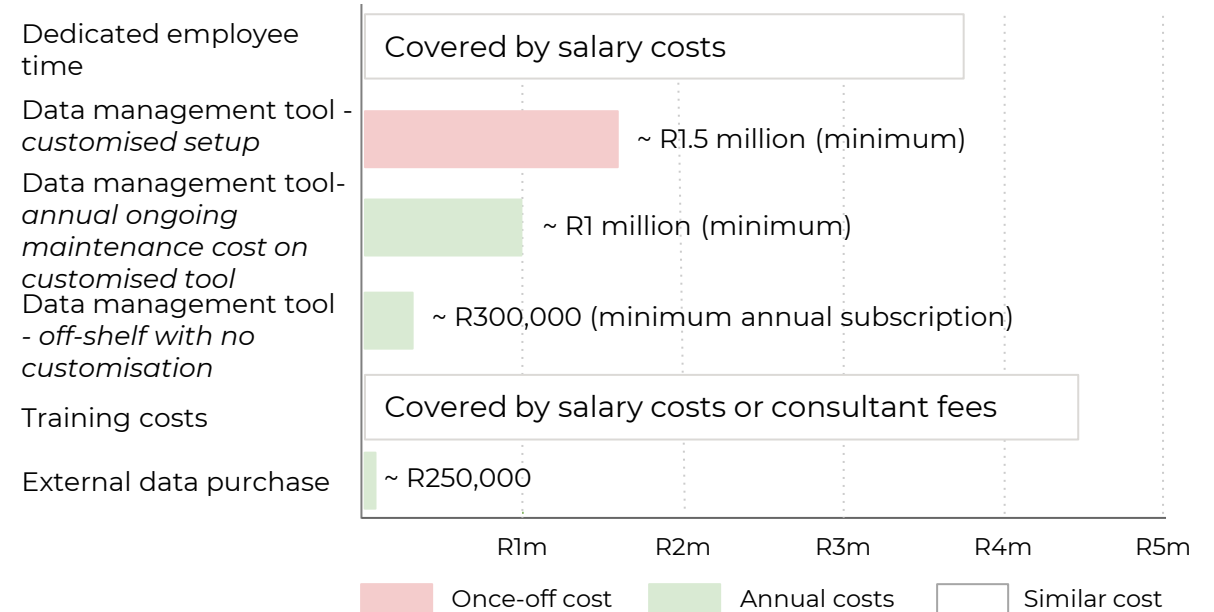 Dedicated employee
time
Covered by salary costs
Data management tool -
customised setup
~ R1.5 million (minimum)
Data management tool-
annual ongoing
maintenance cost on
customised tool
~ R1 million (minimum)
Data management tool
- off-shelf with no
customisation
~ R300,000 (minimum annual subscription)
Training costs
Covered by salary costs or consultant fees
External data purchase
~ R250,000
R1m R2m R3m R4m R5m
Once-off cost Annual costs Similar cost